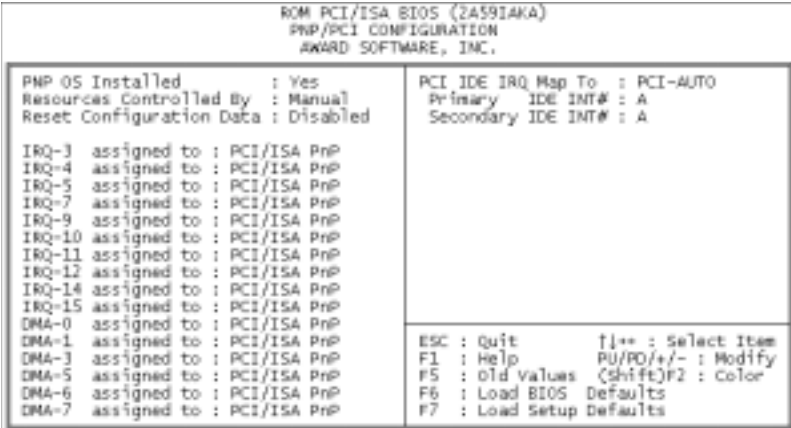 ROM PCI/ISA BIOS (2A59IAKA)
PNP/PCI CONFIGURATION
AWARD SOFTWARE, INC.
PNP OS Installed : Yes
Resources Controlled By : Manual
Reset Configuration Data : Disabled
IRQ-3 assigned to : PCI/ISA PnP
IRQ-4 assigned to : PCI/ISA PnP
IRQ-5 assigned to : PCI/ISA PnP
IRQ-7 assigned to : PCI/ISA PnP
IRQ-9 assigned to : PCI/ISA PnP
IRQ-10 assigned to : PCI/ISA PnP
IRQ-11 assigned to : PCI/ISA PnP
IRQ-12 assigned to : PCI/ISA PnP
IRQ-14 assigned to : PCI/ISA PnP
IRQ-15 assigned to : PCI/ISA PnP
DMA-0 assigned to : PCI/ISA PnP
DMA-1 assigned to : PCI/ISA PnP
DMA-3 assigned to : PCI/ISA PnP
DMA-5 assigned to : PCI/ISA PnP
DMA-6 assigned to : PCI/ISA PnP
DMA-7 assigned to : PCI/ISA PnP
PCI IDE IRQ Map To : PCI-AUTO
Primary IDE INT# : A
Secondary IDE INT# : A
ESC : Quit ↑↓→← : Select Item
F1 : Help PU/PD/+/- : Modify
F5 : Old Values (Shift)F2 : Color
F6 : Load BIOS Defaults
F7 : Load Setup Defaults